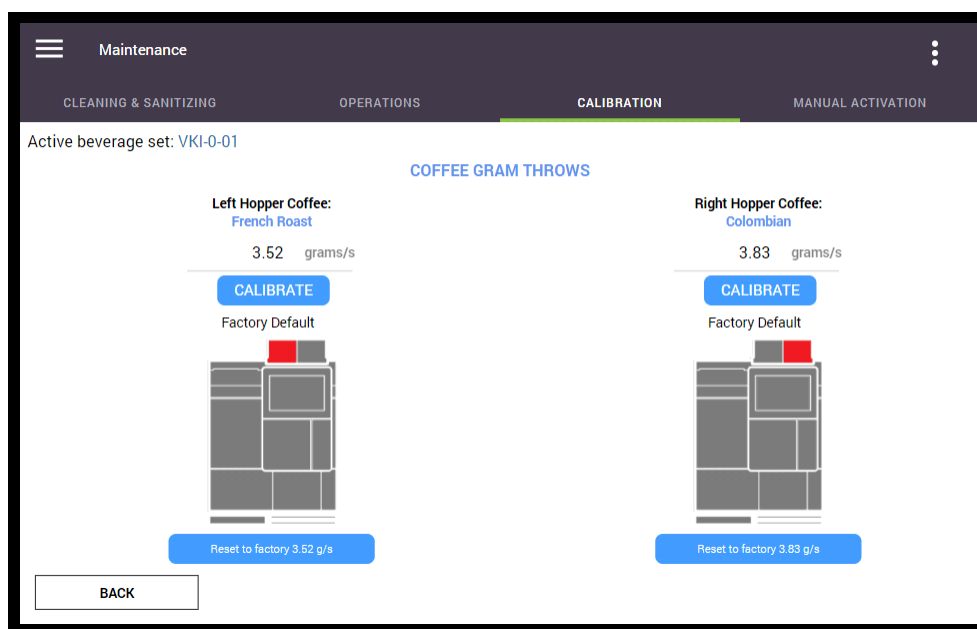 Maintenance
CLEANING & SANITIZING OPERATIONS CALIBRATION MANUAL ACTIVATION
Active beverage set: VKI-0-01
COFFEE GRAM THROWS
Left Hopper Coffee: Right Hopper Coffee:
French Roast Colombian
3.52 grams/s 3.83 grams/s
CALIBRATE CALIBRATE
Factory Default Factory Default
Reset to factory 3.52 g/s Reset to factory 3.83 g/s
BACK